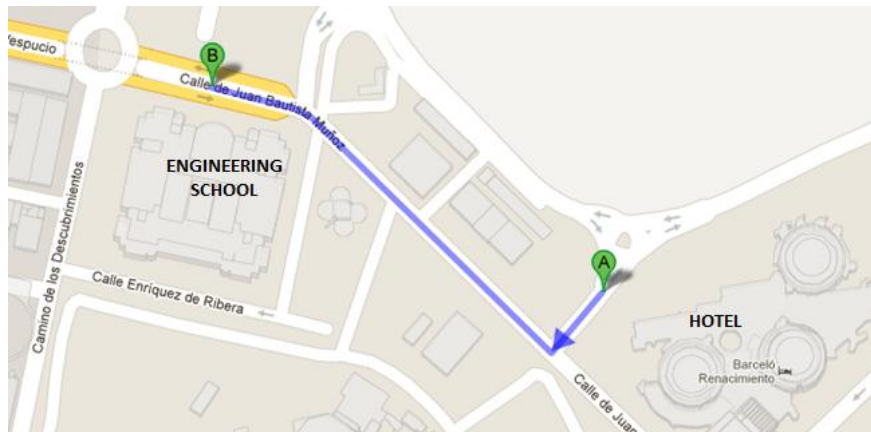 Vespucio
B
Calle de Juan Bautista Muñoz
ENGINEERING
SCHOOL
Camino de los Descubrimientos
Calle Enriquez de Ribera
A
HOTEL
Barceló
Renacimiento
Calle de Juan